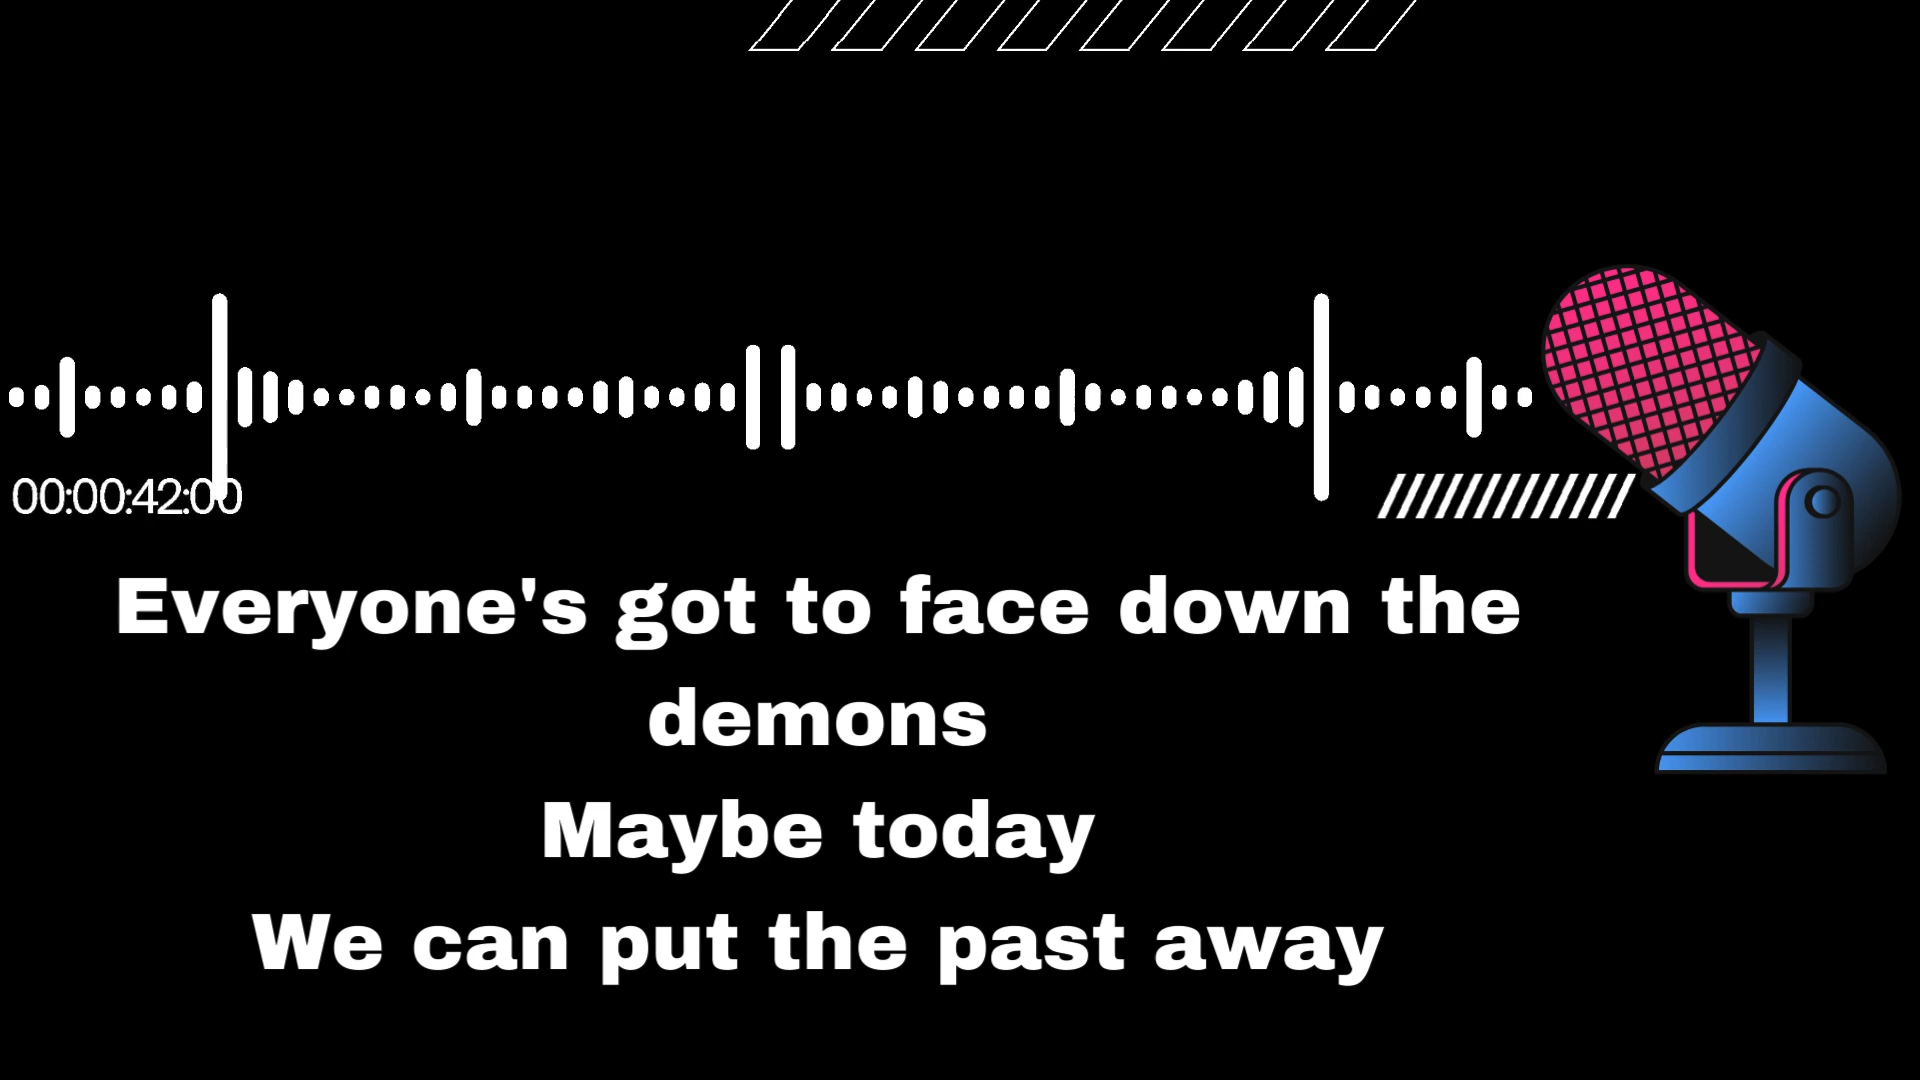 00:00:42:00
Everyone's got to face down the
demons
Maybe today
We can put the past away